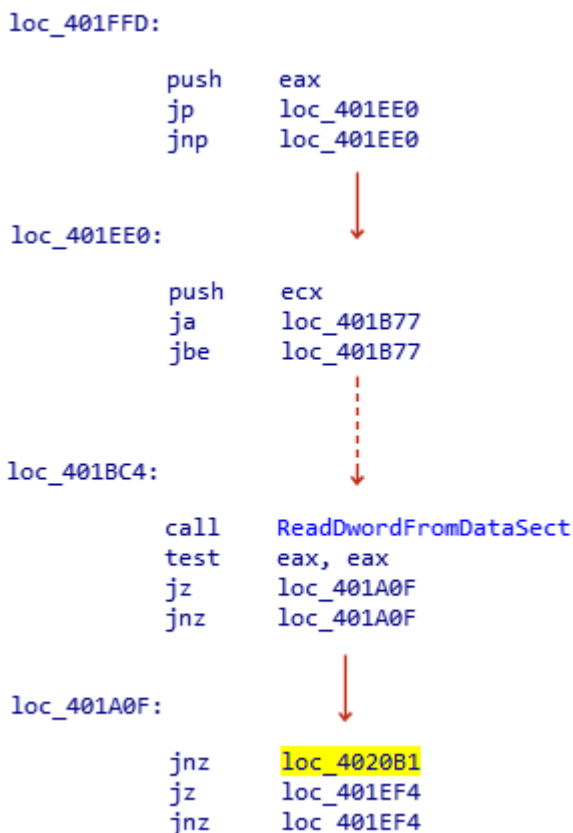 loc_401FFD:
push eax
jp loc_401EE0
jnp loc_401EE0
loc_401EE0:
push ecx
ja loc_401B77
jbe loc_401B77
loc_401BC4:
call ReadDwordFromDataSect
test eax, eax
jz loc_401A0F
jnz loc_401A0F
loc_401A0F:
jnz loc_4020B1
jz loc_401EF4
jnz loc_401EF4